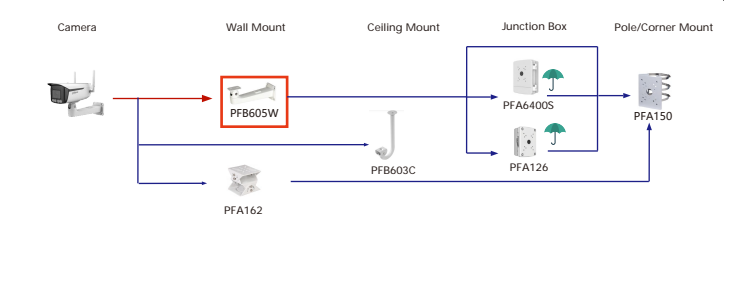 Camera
Wall Mount
Ceiling Mount
Junction Box
Pole/Corner Mount
PFB605W
PFA6400S
PFA150
PFB603C
PFA126
PFA162